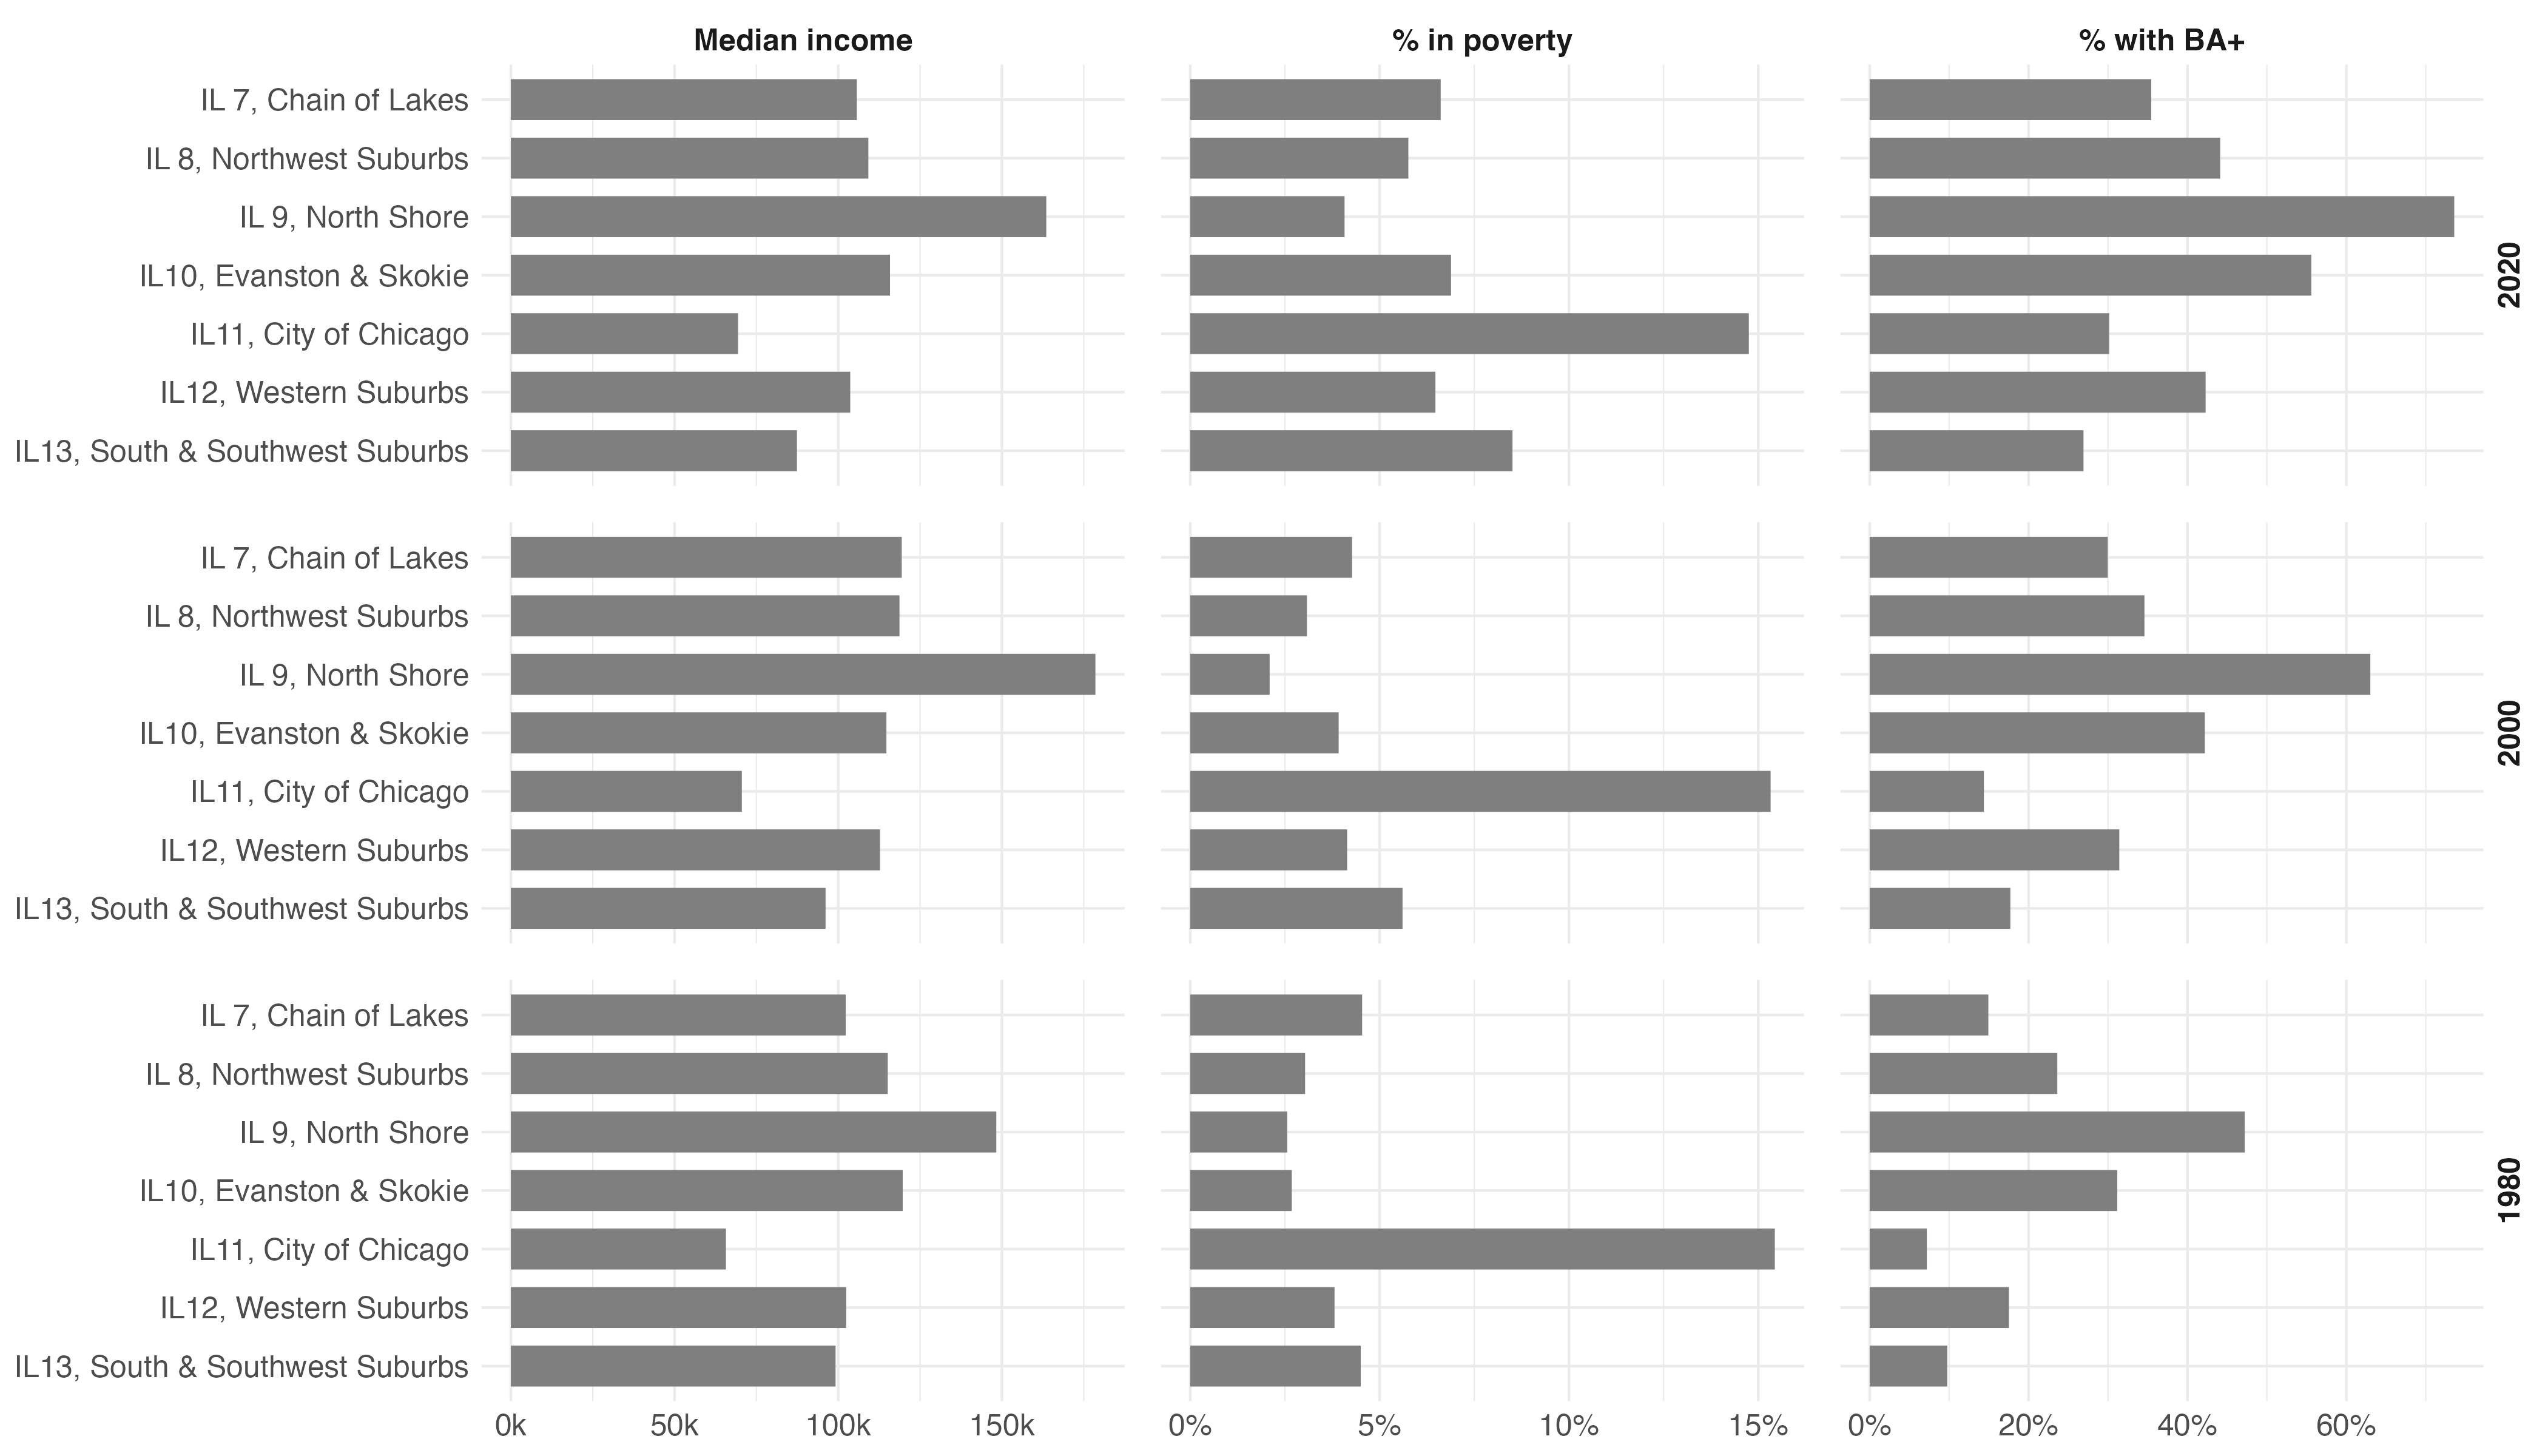 Median income % in poverty % with BA+
IL 7, Chain of Lakes
IL 8, Northwest Suburbs
IL 9, North Shore
IL10, Evanston & Skokie
IL11, City of Chicago
IL12, Western Suburbs
IL13, South & Southwest Suburbs
2020
IL 7, Chain of Lakes
IL 8, Northwest Suburbs
IL 9, North Shore
IL10, Evanston & Skokie
IL11, City of Chicago
IL12, Western Suburbs
IL13, South & Southwest Suburbs
2000
IL 7, Chain of Lakes
IL 8, Northwest Suburbs
IL 9, North Shore
IL10, Evanston & Skokie
IL11, City of Chicago
IL12, Western Suburbs
IL13, South & Southwest Suburbs
1980
0k 50k 100k 150k 0% 5% 10% 15% 0% 20% 40% 60%